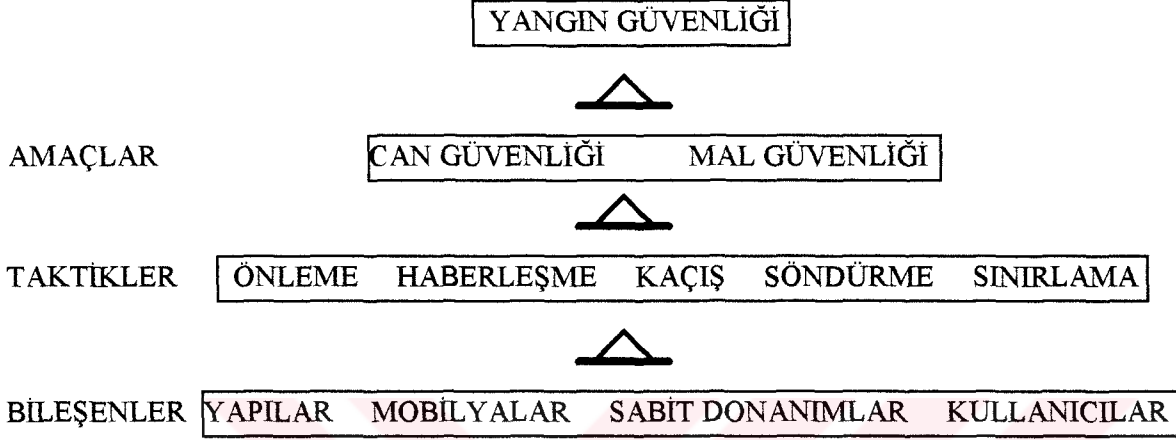 YANGIN GÜVENLİĞİ
AMAÇLAR CAN GÜVENLİĞİ MAL GÜVENLİĞİ
TAKTİKLER ÖNLEME HABERLEŞME KAÇIŞ SÖNDÜRME SINIRLAMA
BİLEŞENLER YAPILAR MOBİLYALAR SABİT DONANIMLAR KULLANICILAR